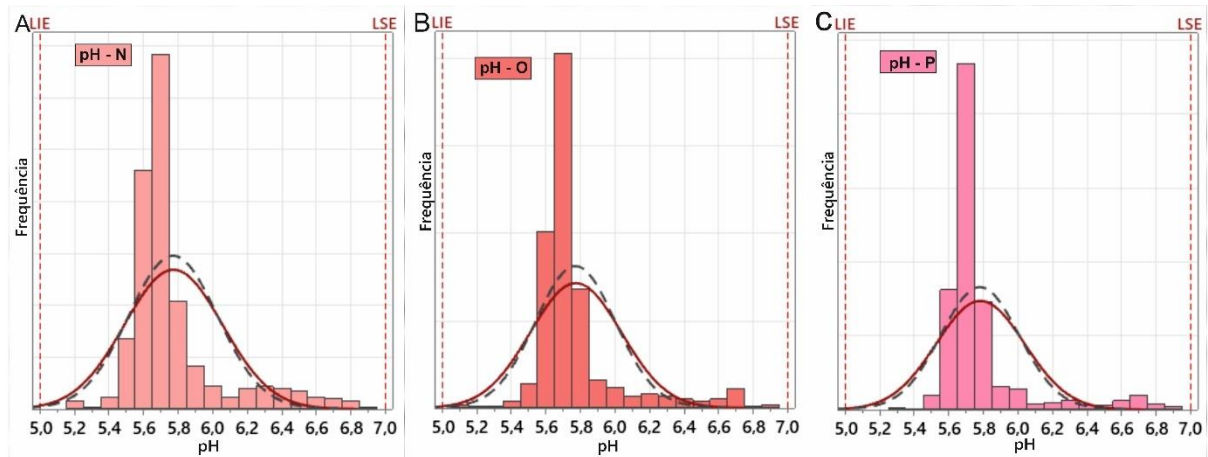 A LIE LSE
pH - N
Frequência
5,0 5,2 5,4 5,6 5,8 6,0 6,2 6,4 6,6 6,8 7,0
pH
B LIE LSE
pH - O
Frequência
5,0 5,2 5,4 5,6 5,8 6,0 6,2 6,4 6,6 6,8 7,0
pH
C LIE LSE
pH - P
Frequência
5,0 5,2 5,4 5,6 5,8 6,0 6,2 6,4 6,6 6,8 7,0
pH